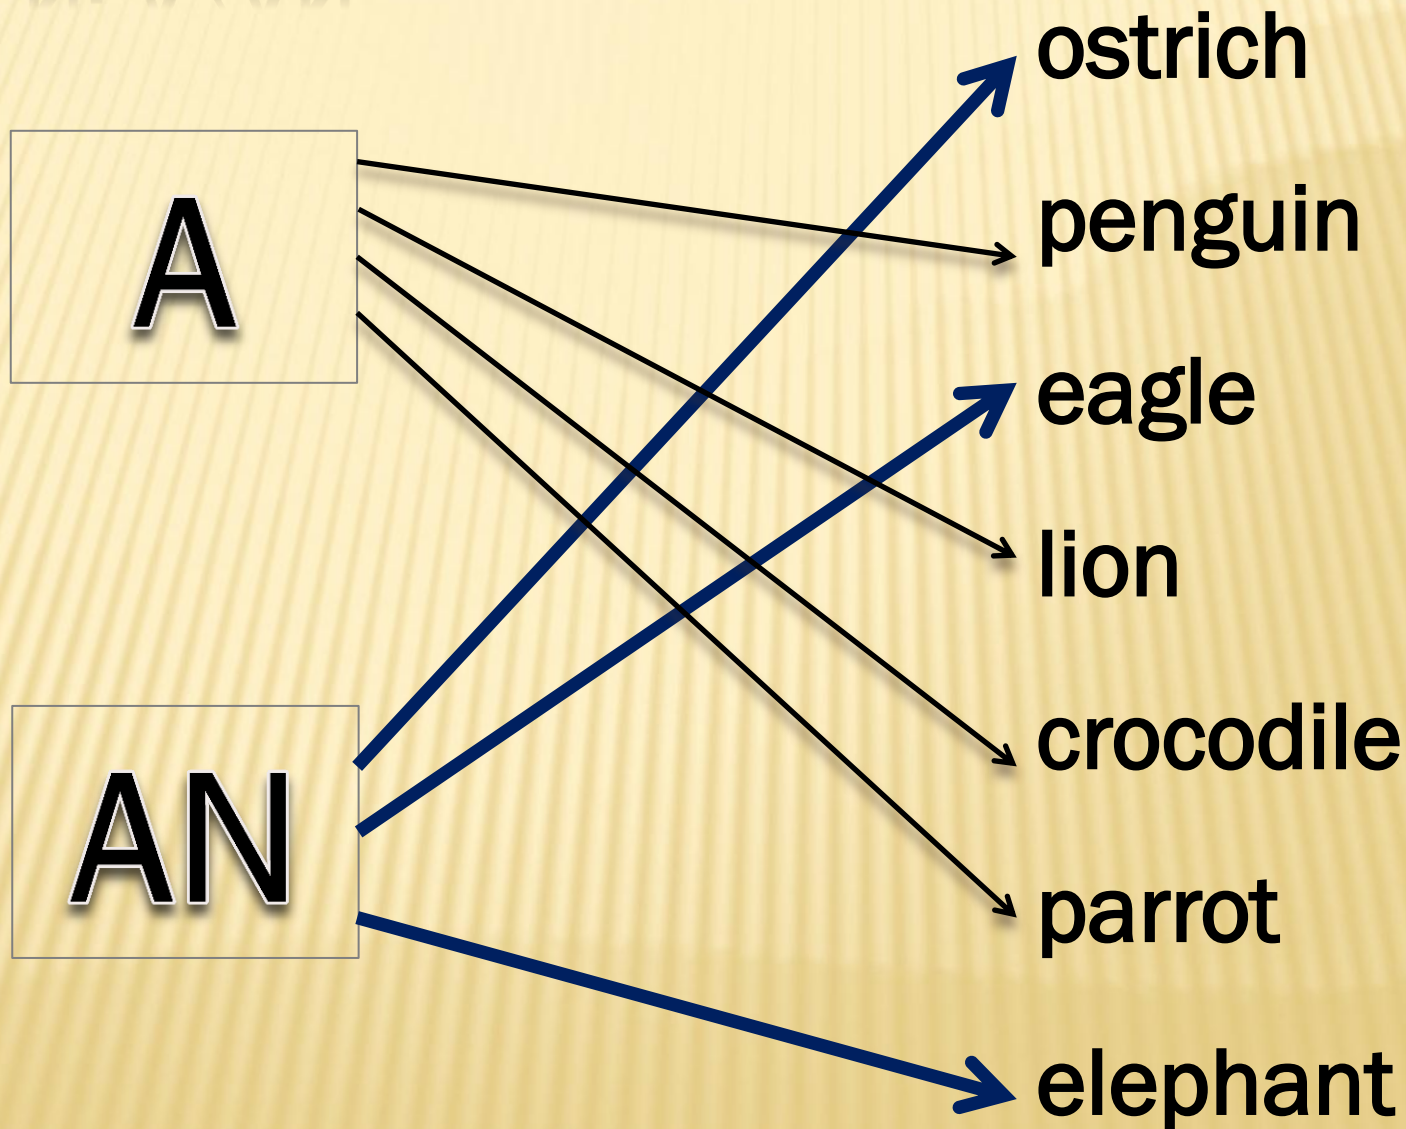 A
AN
ostrich
penguin
eagle
lion
crocodile
parrot
elephant